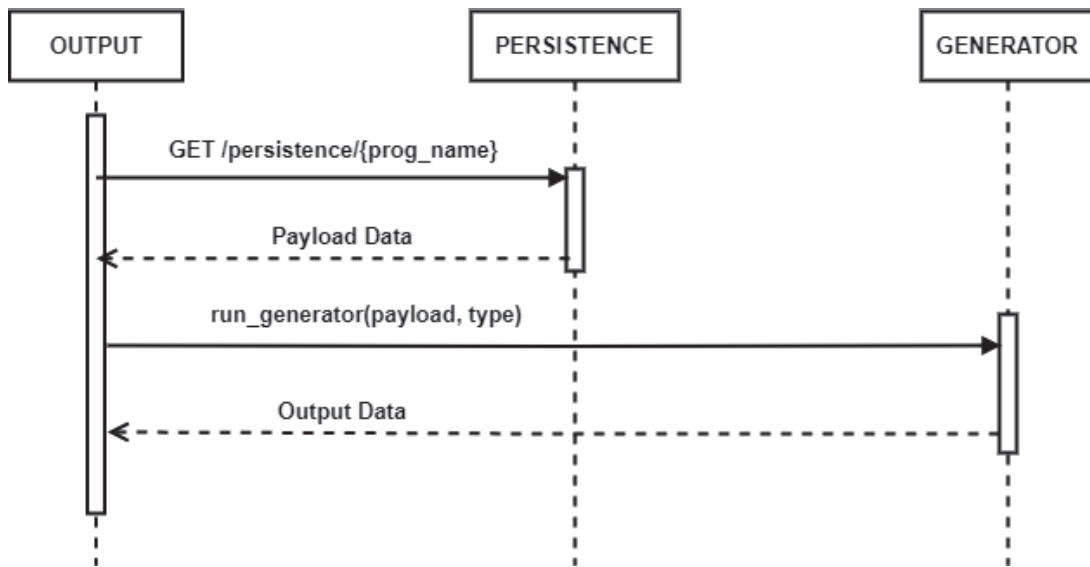 OUTPUT
PERSISTENCE
GENERATOR
GET /persistence/{prog_name}
Payload Data
run_generator(payload, type)
Output Data